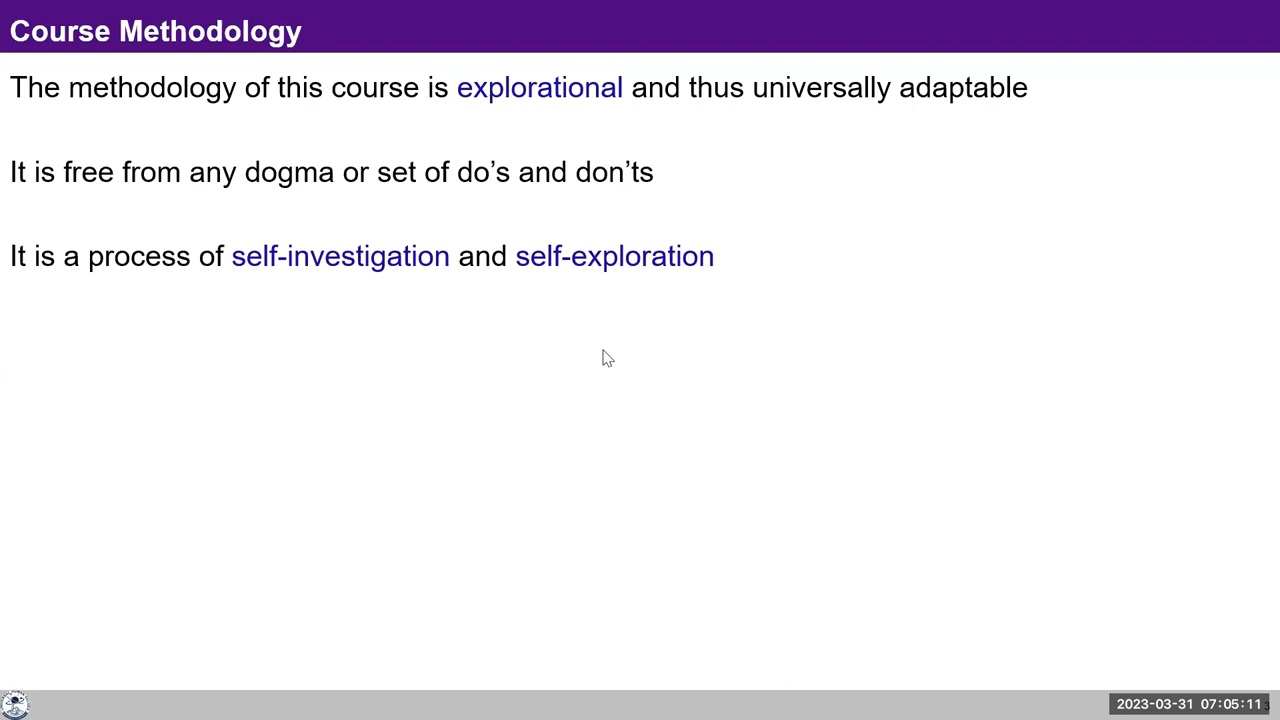 Course Methodology
The methodology of this course is explorational and thus universally adaptable
It is free from any dogma or set of do’s and don’ts
It is a process of self-investigation and self-exploration
2023-03-31 07:05:11
3